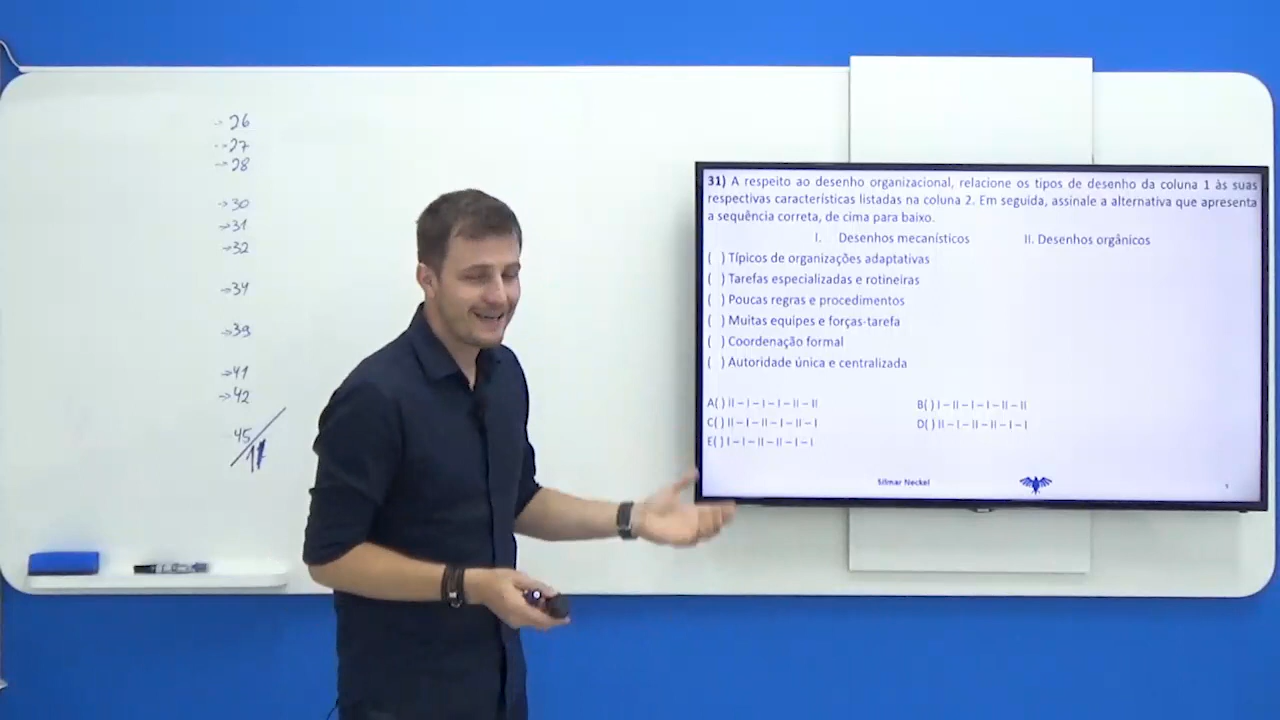 26
27
28
30
31
32
34
39
41
42
45
11
31) A respeito ao desenho organizacional, relacione os tipos de desenho da coluna 1 às suas
respectivas características listadas na coluna 2. Em seguida, assinale a alternativa que apresenta
a sequência correta, de cima para baixo.
I. Desenhos mecanísticos II. Desenhos orgânicos
( ) Típicos de organizações adaptativas
( ) Tarefas especializadas e rotineiras
( ) Poucas regras e procedimentos
( ) Muitas equipes e forças-tarefa
( ) Coordenação formal
( ) Autoridade única e centralizada
A( ) II – I – I – I – II – II B( ) I – II – I – I – II – II
C( ) II – I – II – I – II – I D( ) II – I – II – II – I – I
E( ) I – I – II – II – I – I
Silmar Neckel